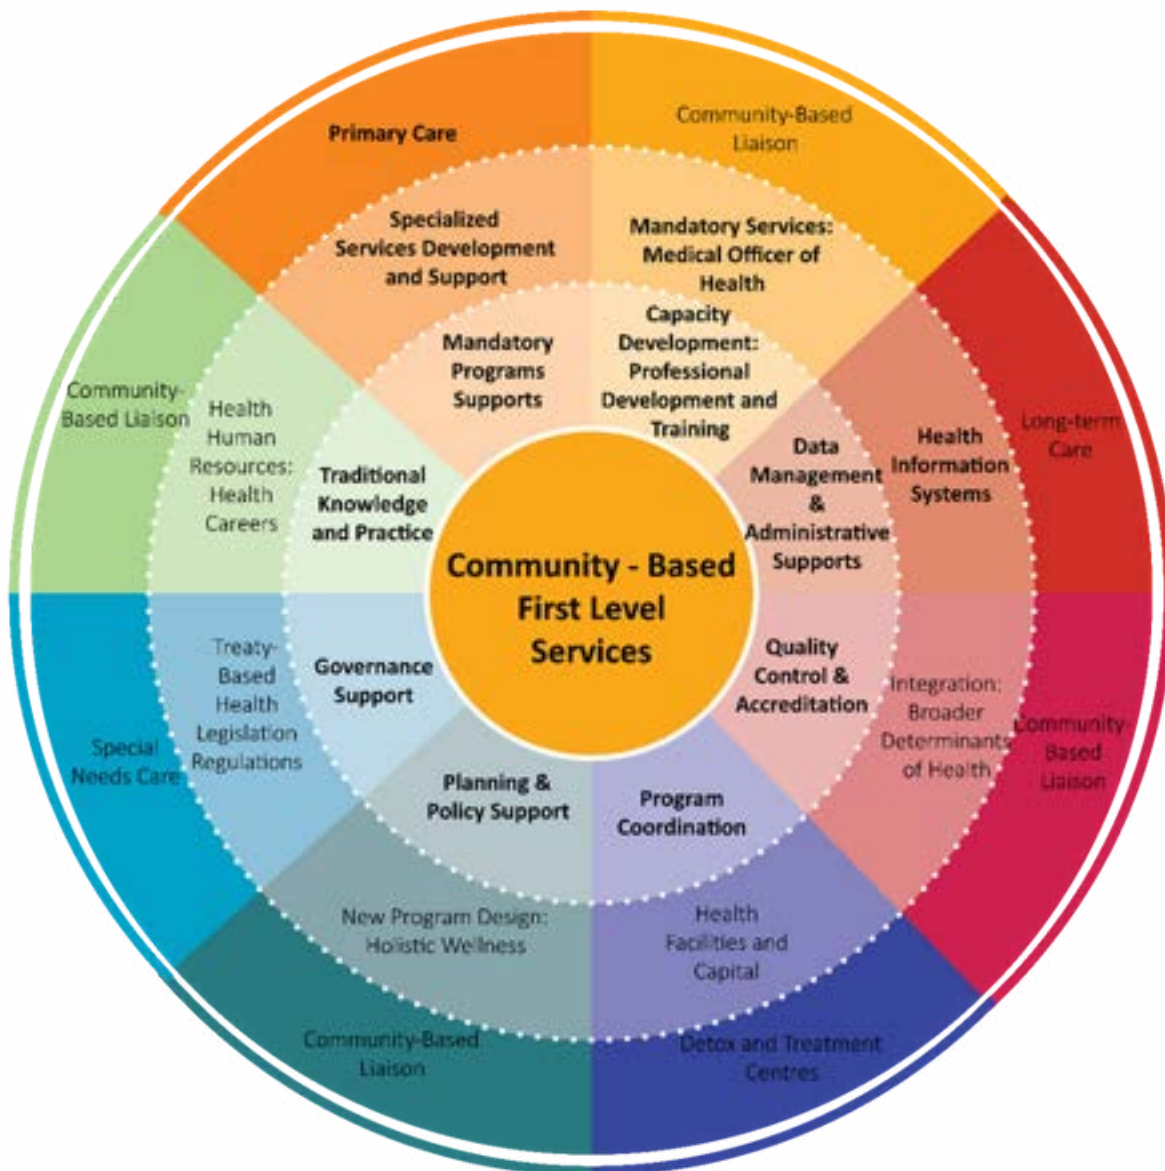 Primary Care
Community-Based
Liaison
Specialized
Services Development
and Support
Mandatory Services:
Medical Officer of
Health
Mandatory
Programs
Supports
Capacity
Development:
Professional
Development and
Training
Community-
Based Liaison
Health
Human
Resources:
Health
Careers
Traditional
Knowledge
and Practice
Data
Management
&
Administrative
Supports
Health
Information
Systems
Long-term
Care
Community - Based
First Level
Services
Special
Needs Care
Treaty-
Based
Health
Legislation
Regulations
Governance
Support
Quality
Control &
Accreditation
Integration:
Broader
Determinants
of Health
Community-
Based
Liaison
Planning &
Policy Support
Program
Coordination
New Program Design:
Holistic Wellness
Health
Facilities and
Capital
Community-Based
Liaison
Detox and Treatment
Centres